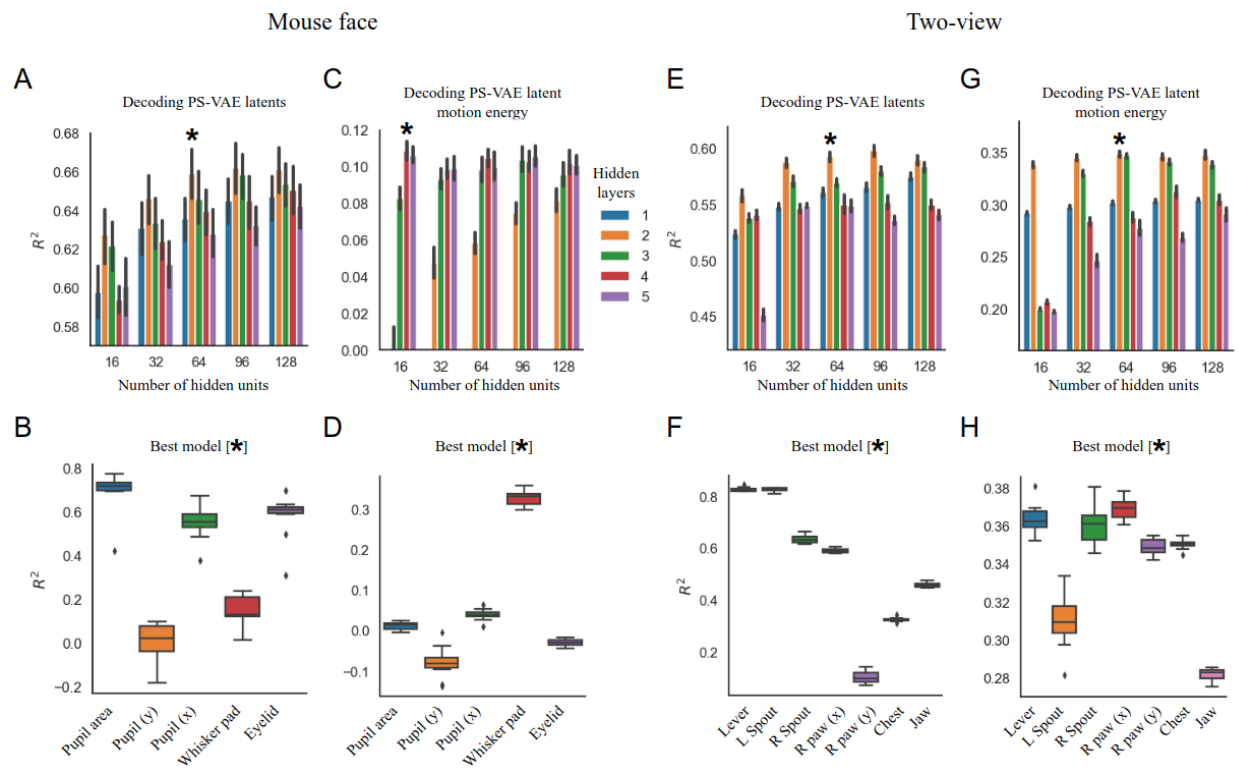 Mouse face
Two-view
A
Decoding PS-VAE latents
R²
0.68
0.66
0.64
0.62
0.60
0.58
16 32 64 96 128
Number of hidden units
*
C
Decoding PS-VAE latent
motion energy
0.12
0.10
0.08
0.06
0.04
0.02
0.00
16 32 64 96 128
Number of hidden units
*
Hidden
layers
1
2
3
4
5
E
Decoding PS-VAE latents
R²
0.60
0.55
0.50
0.45
16 32 64 96 128
Number of hidden units
*
G
Decoding PS-VAE latent
motion energy
0.35
0.30
0.25
0.20
16 32 64 96 128
Number of hidden units
*
B
Best model [*]
R²
0.8
0.6
0.4
0.2
0.0
−0.2
Pupil area
Pupil (y)
Pupil (x)
Whisker pad
Eyelid
D
Best model [*]
0.3
0.2
0.1
0.0
−0.1
Pupil area
Pupil (y)
Pupil (x)
Whisker pad
Eyelid
F
Best model [*]
R²
0.8
0.6
0.4
0.2
Lever
L Spout
R Spout
R paw (x)
R paw (y)
Chest
Jaw
H
Best model [*]
0.38
0.36
0.34
0.32
0.30
0.28
Lever
L Spout
R Spout
R paw (x)
R paw (y)
Chest
Jaw